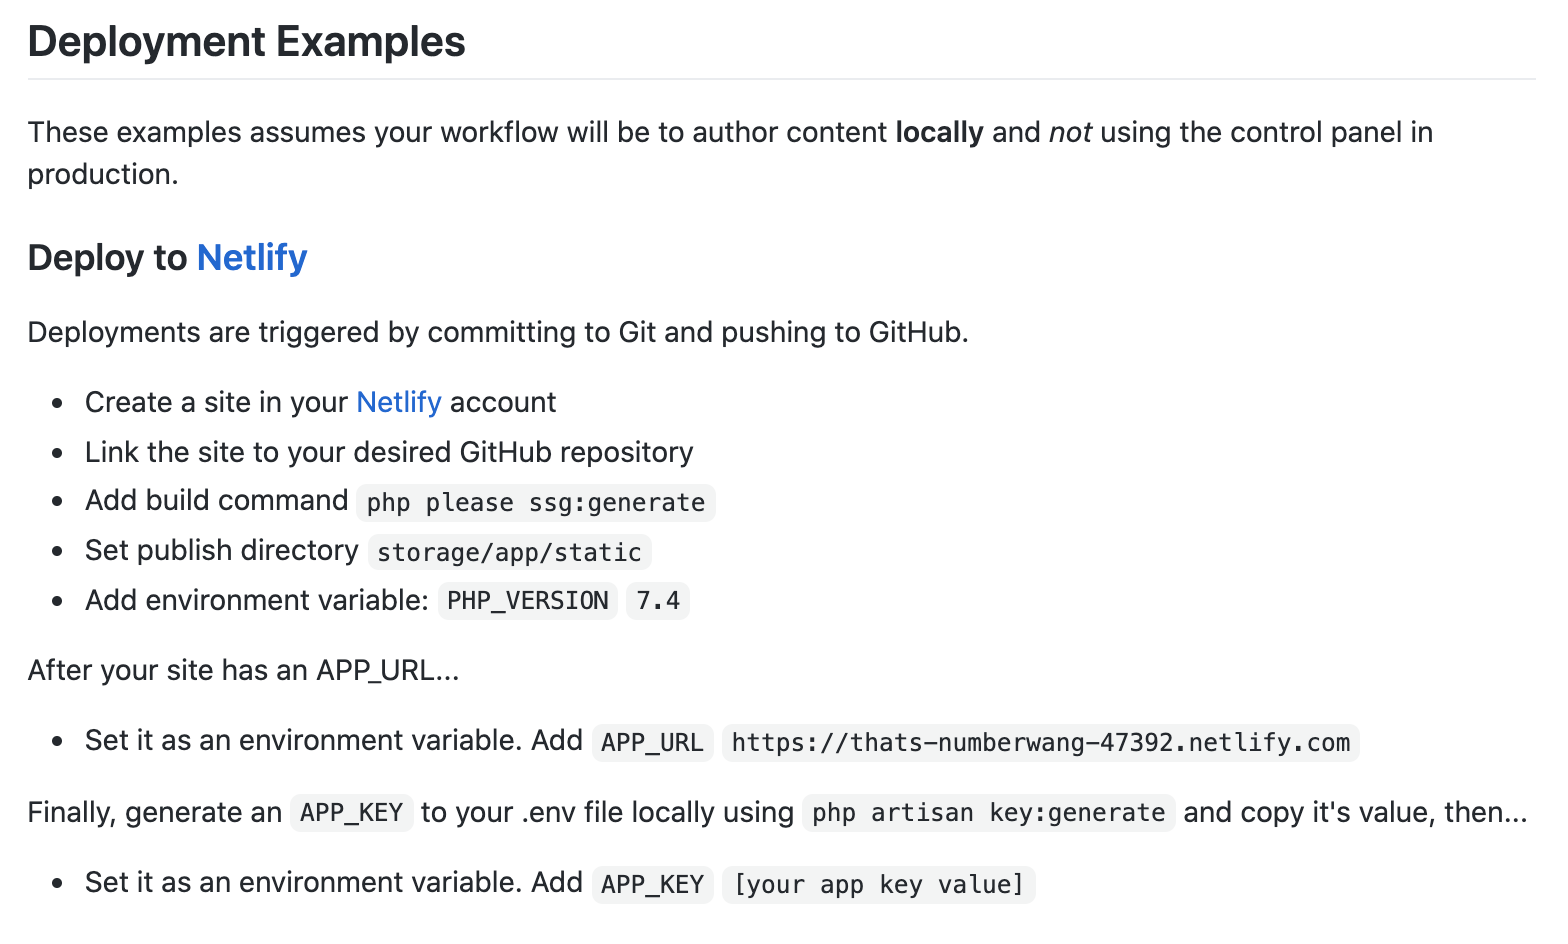 Deployment Examples
These examples assumes your workflow will be to author content locally and not using the control panel in
production.
Deploy to Netlify
Deployments are triggered by committing to Git and pushing to GitHub.
Create a site in your Netlify account
Link the site to your desired GitHub repository
Add build command php please ssg:generate
Set publish directory storage/app/static
Add environment variable: PHP_VERSION 7.4
After your site has an APP_URL...
Set it as an environment variable. Add APP_URL https://thats-numberwang-47392.netlify.com
Finally, generate an APP_KEY to your .env file locally using php artisan key:generate and copy it's value, then...
Set it as an environment variable. Add APP_KEY [your app key value]